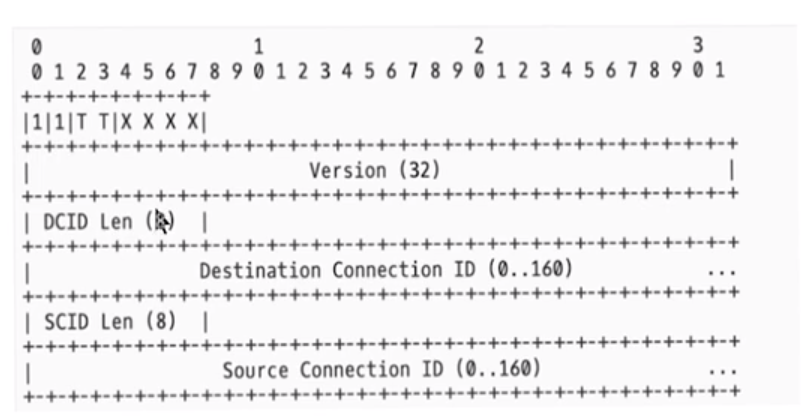 0 1 2 3
0 1 2 3 4 5 6 7 8 9 0 1 2 3 4 5 6 7 8 9 0 1 2 3 4 5 6 7 8 9 0 1
+-+-+-+-+-+-+-+-+
|1|1|T T|X X X X|
+-+-+-+-+-+-+-+-+-+-+-+-+-+-+-+-+-+-+-+-+-+-+-+-+-+-+-+-+-+-+-+-+
| Version (32) |
+-+-+-+-+-+-+-+-+-+-+-+-+-+-+-+-+-+-+-+-+-+-+-+-+-+-+-+-+-+-+-+-+
| DCID Len ( ) |
+-+-+-+-+-+-+-+-+-+-+-+-+-+-+-+-+-+-+-+-+-+-+-+-+-+-+-+-+-+-+-+-+
| Destination Connection ID (0..160) ...
+-+-+-+-+-+-+-+-+-+-+-+-+-+-+-+-+-+-+-+-+-+-+-+-+-+-+-+-+-+-+-+-+
| SCID Len (8) |
+-+-+-+-+-+-+-+-+-+-+-+-+-+-+-+-+-+-+-+-+-+-+-+-+-+-+-+-+-+-+-+-+
| Source Connection ID (0..160) ...
+-+-+-+-+-+-+-+-+-+-+-+-+-+-+-+-+-+-+-+-+-+-+-+-+-+-+-+-+-+-+-+-+